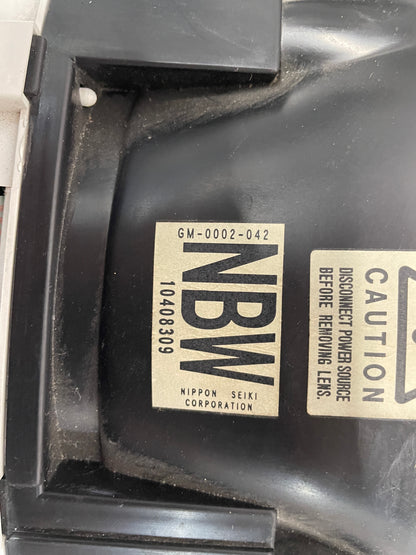 GM-0002-042
NBW
10408309
NIPPON SEIKI
CORPORATION
CAUTION
DISCONNECT POWER SOURCE
BEFORE REMOVING LENS.